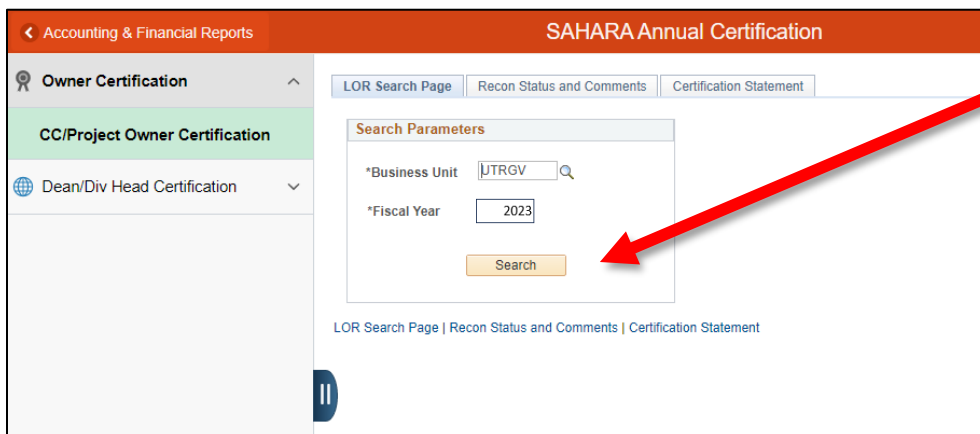 Accounting & Financial Reports
SAHARA Annual Certification
Owner Certification
CC/Project Owner Certification
Dean/Div Head Certification
LOR Search Page
Recon Status and Comments
Certification Statement
Search Parameters
*Business Unit UTRGV
*Fiscal Year 2023
Search
LOR Search Page | Recon Status and Comments | Certification Statement